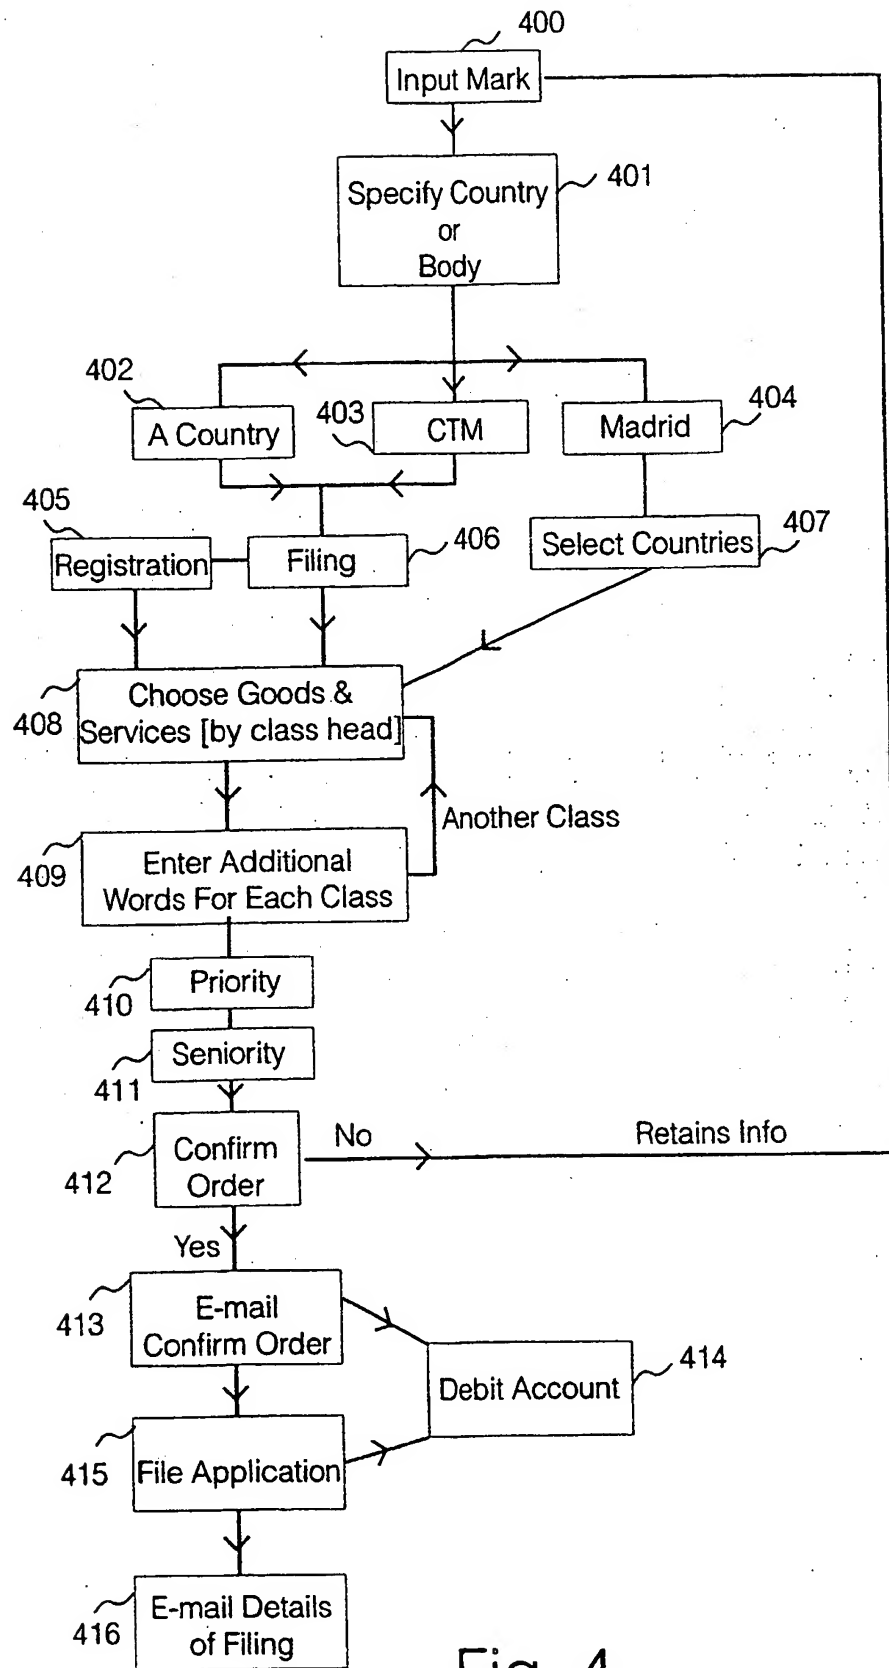 400
Input Mark
401
Specify Country
or
Body
402
A Country
403
CTM
Madrid
404
405
Registration
Filing
406
Select Countries
407
408
Choose Goods &
Services [by class head]
Another Class
409
Enter Additional
Words For Each Class
410
Priority
411
Seniority
412
Confirm
Order
No
Retains Info
Yes
413
E-mail
Confirm Order
414
Debit Account
415
File Application
416
E-mail Details
of Filing
Fig. 4